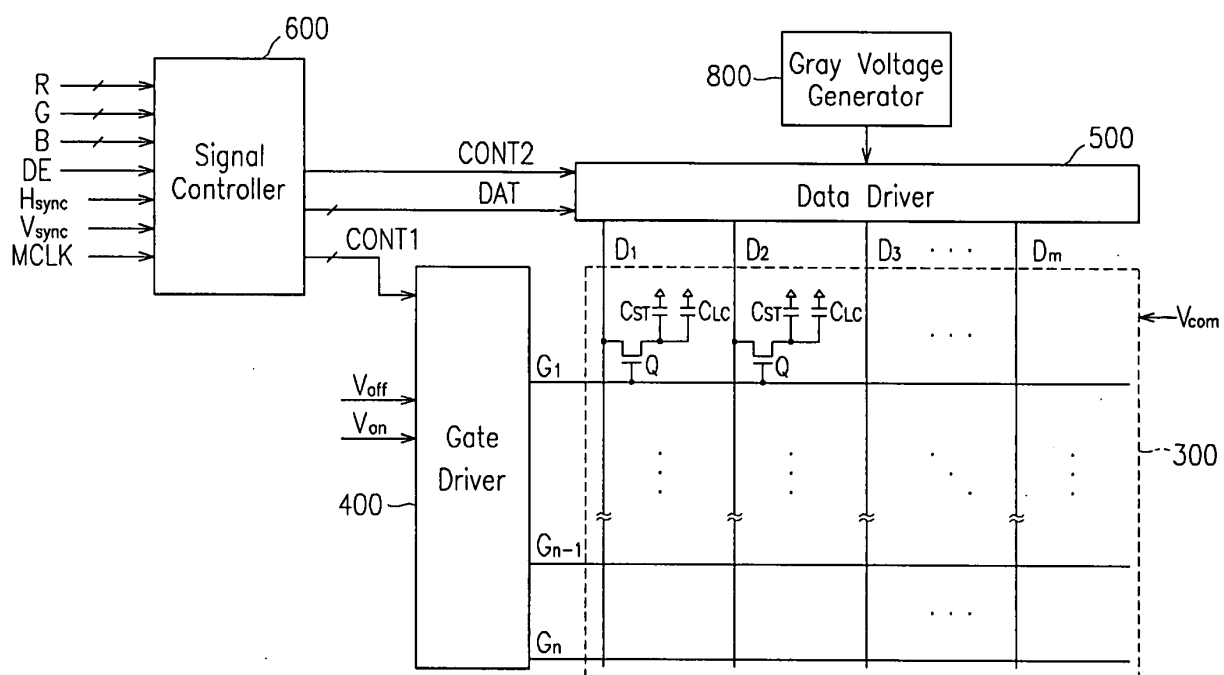 600
R
G
B
DE
Hsync
Vsync
MCLK
Signal
Controller
800
Gray Voltage
Generator
500
CONT2
DAT
CONT1
Data Driver
D1 D2 D3 . . . Dm
CST CLC CST CLC
Q Q
Vcom
G1
Voff
Von
Gate
Driver
400
300
Gn-1
Gn